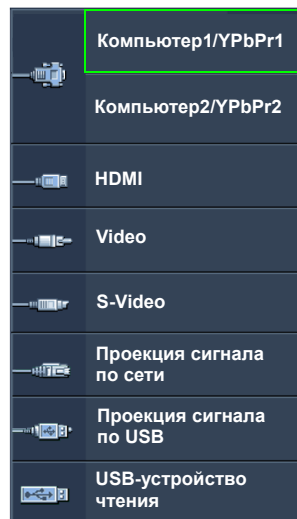 Компьютер1/YPbPr1
Компьютер2/YPbPr2
HDMI
Video
S-Video
Проекция сигнала
по сети
Проекция сигнала
по USB
USB-устройство
чтения